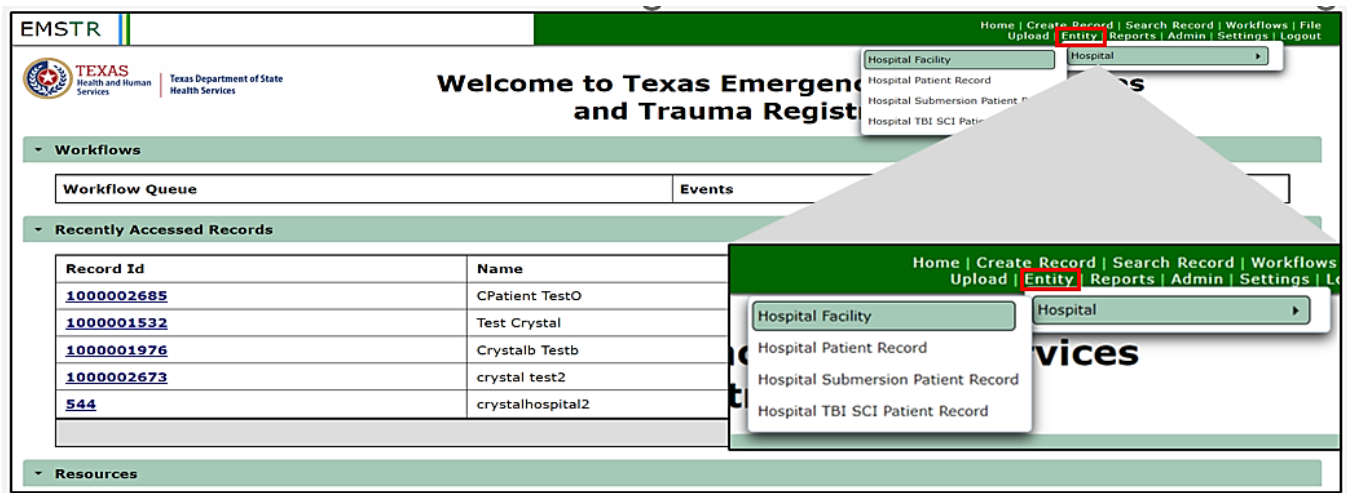 EMSTR
Home | Create Record | Search Record | Workflows | File
Upload | Entity | Reports | Admin | Settings | Logout
TEXAS
Health and Human
Services
Texas Department of State
Health Services
Hospital Facility
Hospital
Hospital Patient Record
Hospital Submersion Patient
Hospital TBI SCI
Welcome to Texas
and Trauma
Workflows
Workflow Queue
Events
Recently Accessed Records
Record Id
Name
1000002685
CPatient TestO
1000001532
Test Crystal
1000001976
Crystalb Testb
1000002673
crystal test2
544
crystalhospital2
Resources
Home | Create Record | Search Record | Workflows
Upload | Entity | Reports | Admin | Settings |
Hospital Facility
Hospital
Hospital Patient Record
Hospital Submersion Patient Record
Hospital TBI SCI Patient Record